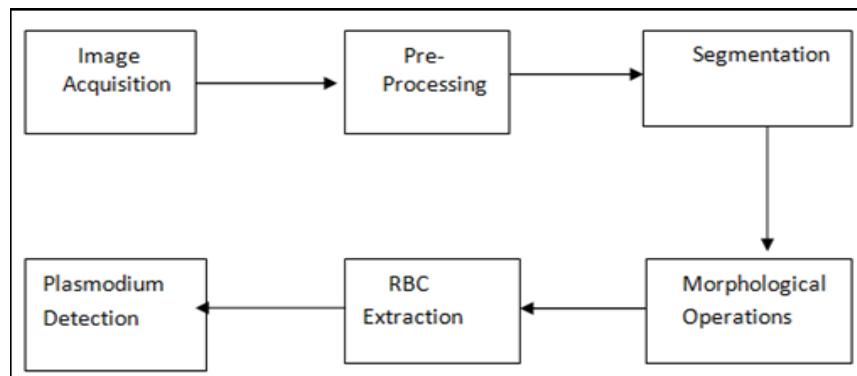 Image
Acquisition
Pre-
Processing
Segmentation
Plasmodium
Detection
RBC
Extraction
Morphological
Operations